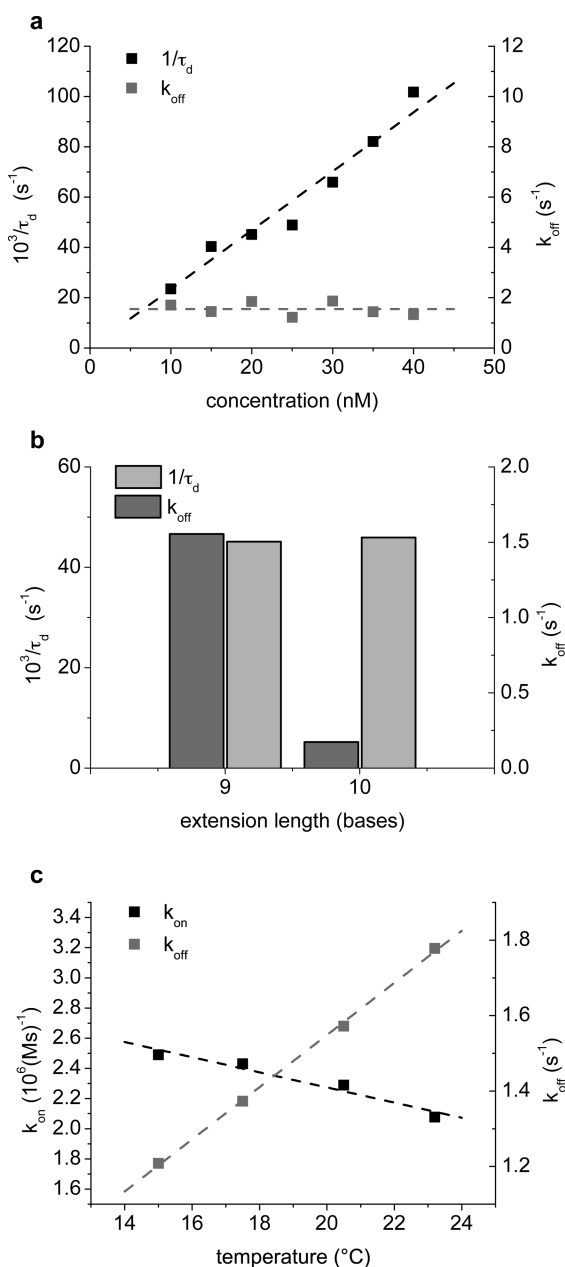 a
120
100
80
60
40
20
0
12
10
8
6
4
2
0
1/τd
koff
10³/τd (s⁻¹)
koff (s⁻¹)
0 10 20 30 40 50
concentration (nM)
b
60
40
20
0
2.0
1.5
1.0
0.5
0.0
1/τd
koff
10³/τd (s⁻¹)
koff (s⁻¹)
9 10
extension length (bases)
c
3.4
3.2
3.0
2.8
2.6
2.4
2.2
2.0
1.8
1.6
1.8
1.6
1.4
1.2
kon
koff
kon (10⁶(Ms)⁻¹)
koff (s⁻¹)
14 16 18 20 22 24
temperature (°C)